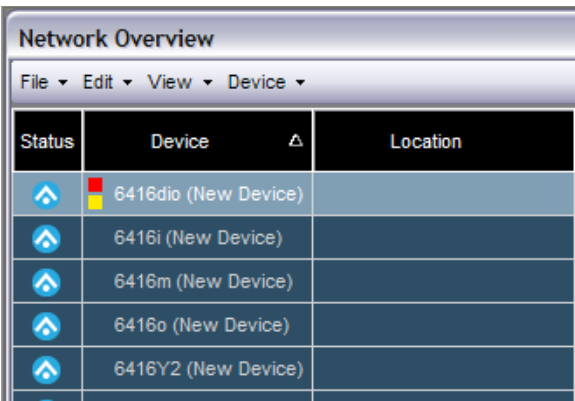 Network Overview
File Edit View Device
Status Device Location
6416dio (New Device)
6416i (New Device)
6416m (New Device)
6416o (New Device)
6416Y2 (New Device)